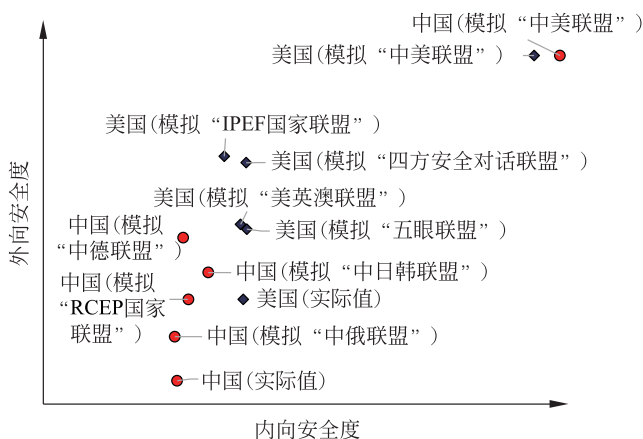 中国(模拟“中美联盟”)
美国(模拟“中美联盟”)
美国(模拟“IPEF国家联盟”)
美国(模拟“四方安全对话联盟”)
美国(模拟“美英澳联盟”)
中国(模拟
“中德联盟”)
美国(模拟“五眼联盟”)
中国(模拟“中日韩联盟”)
中国(模拟
“RCEP国家
联盟”)
美国(实际值)
中国(模拟“中俄联盟”)
中国(实际值)
外向安全度
内向安全度